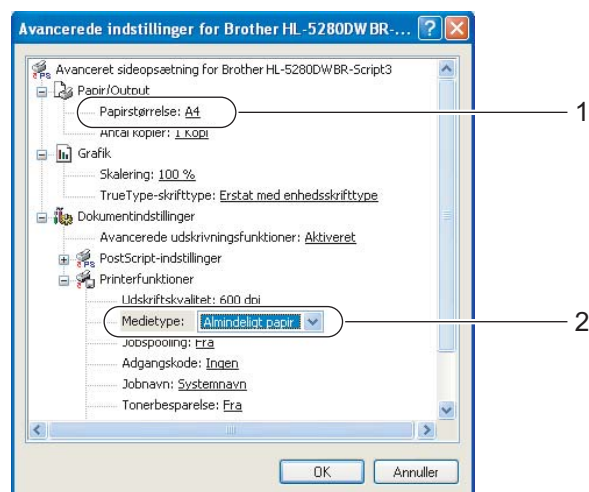 Avancerede indstillinger for Brother HL-5280DW BR-...
Avanceret sideopsætning for Brother HL-5280DW BR-Script3
Papir/Output
Papirstørrelse: A4
1
Antal kopier: 1 Kopi
Grafik
Skalering: 100 %
TrueType-skrifttype: Erstat med enhedsskrifttype
Dokumentindstillinger
Avancerede udskrivningsfunktioner: Aktiveret
PostScript-indstillinger
Printerfunktioner
Udskriftskvalitet: 600 dpi
Medietype: Almindeligt papir
2
Jobspooling: Fra
Adgangskode: Ingen
Jobnavn: Systemnavn
Tonerbesparelse: Fra
OK Annuller